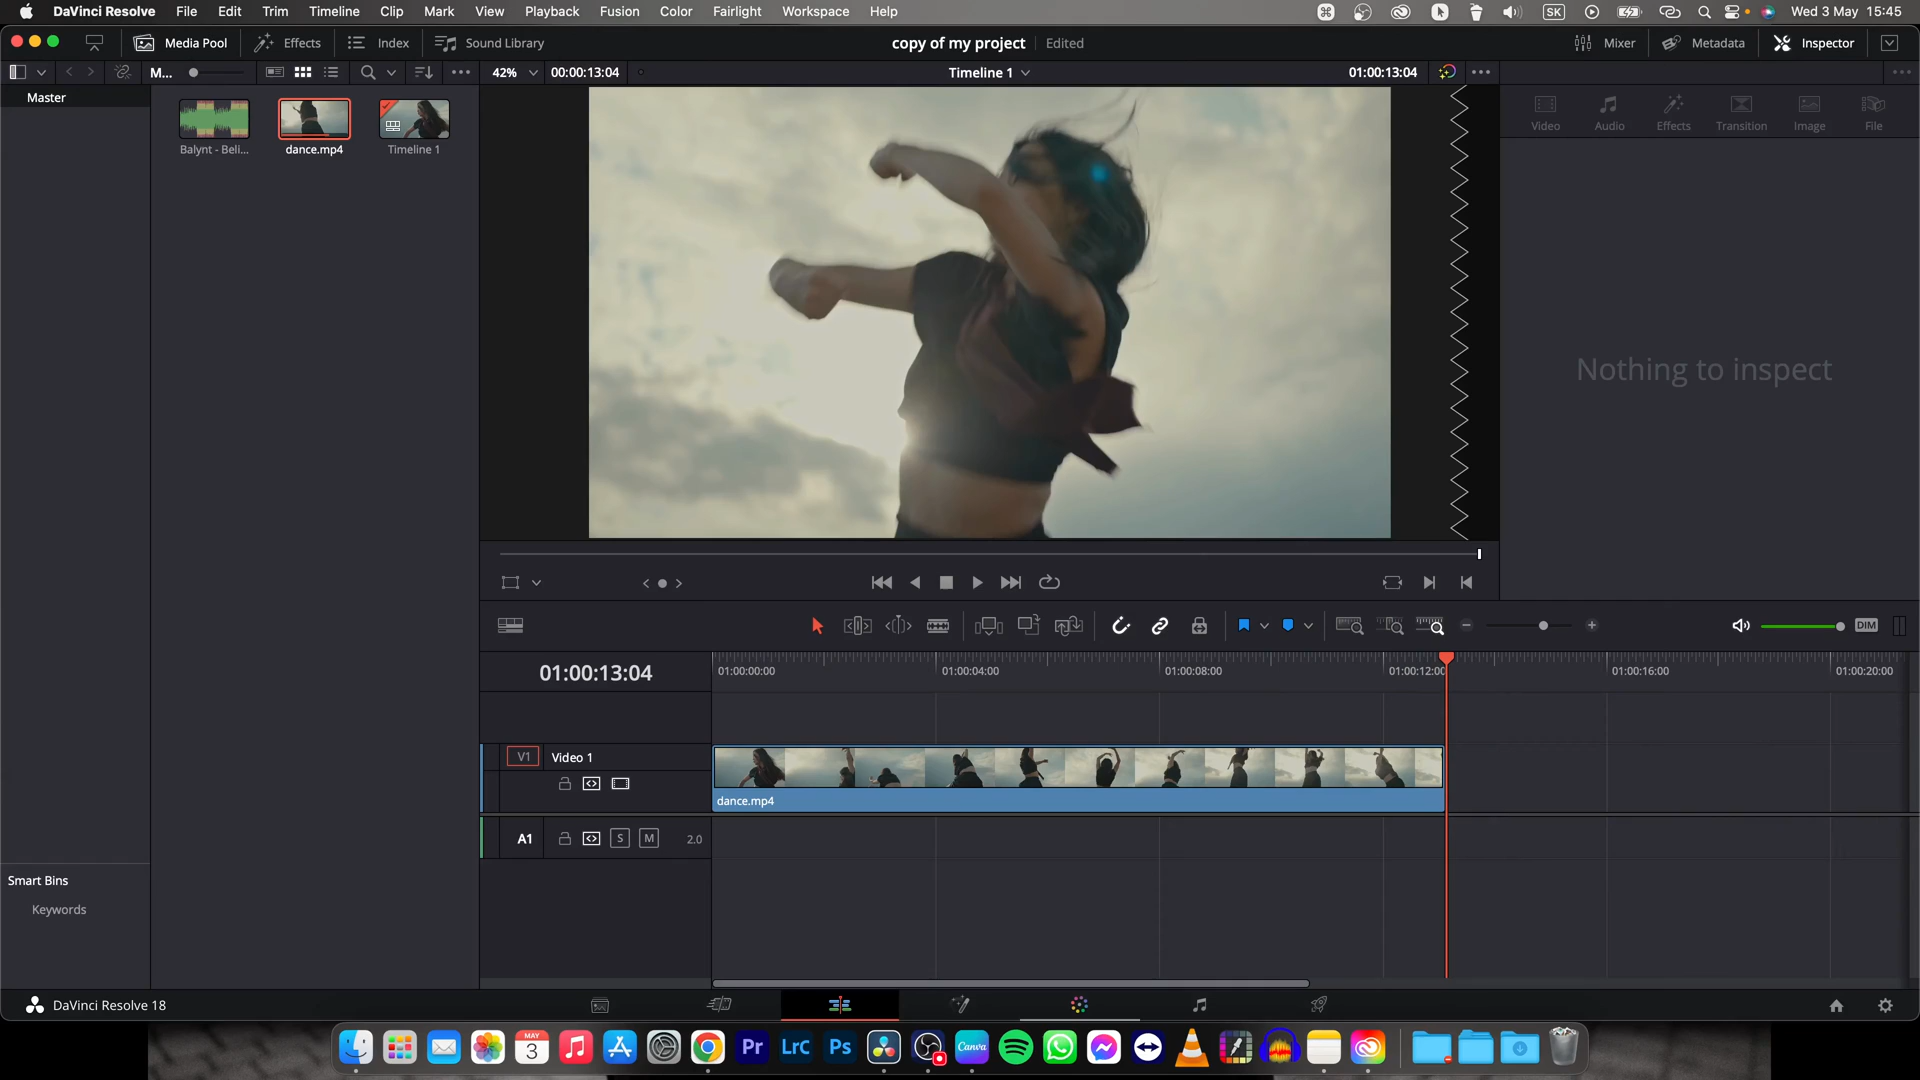 DaVinci Resolve File Edit Trim Timeline Clip Mark View Playback Fusion Color Fairlight Workspace Help SK Wed 3 May 15:45
Media Pool Effects Index Sound Library copy of my project Edited Mixer Metadata Inspector
M... 42% 00:00:13:04 Timeline 1 01:00:13:04
Master
Balynt - Beli... dance.mp4 Timeline 1
Video Audio Effects Transition Image File
Nothing to inspect
DIM
01:00:13:04 01:00:00:00 01:00:04:00 01:00:08:00 01:00:12:00 01:00:16:00 01:00:20:00
V1 Video 1
dance.mp4
A1 S M 2.0
Smart Bins
Keywords
DaVinci Resolve 18
MAY
3 Pr LrC Ps Canva